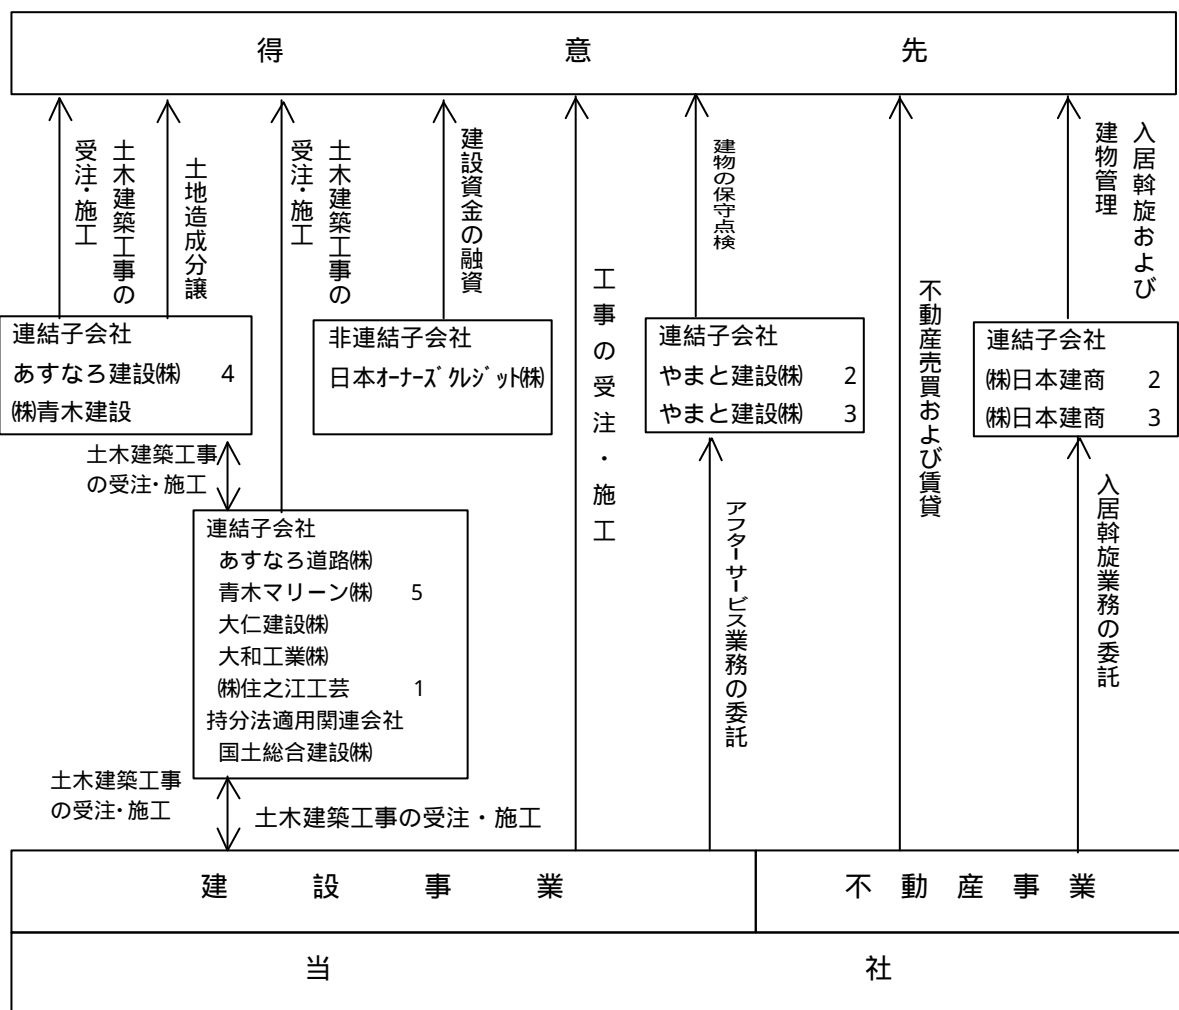 得意先
土木建築工事の
受注・施工
土地造成分譲
土木建築工事の
受注・施工
建設資金の融資
工事の受注・施工
建物の保守点検
不動産売買および賃貸
入居斡旋および
建物管理
連結子会社
あすなろ建設㈱ 4
㈱青木建設
非連結子会社
日本ｵｰﾅｰｽﾞｸﾚｼﾞｯﾄ㈱
連結子会社
やまと建設㈱ 2
やまと建設㈱ 3
連結子会社
㈱日本建商 2
㈱日本建商 3
土木建築工事
の受注・施工
連結子会社
あすなろ道路㈱
青木マリーン㈱ 5
大仁建設㈱
大和工業㈱
㈱住之江工芸 1
持分法適用関連会社
国土総合建設㈱
アフターサービス業務の委託
入居斡旋業務の委託
土木建築工事
の受注・施工
土木建築工事の受注・施工
建設事業
不動産事業
当社